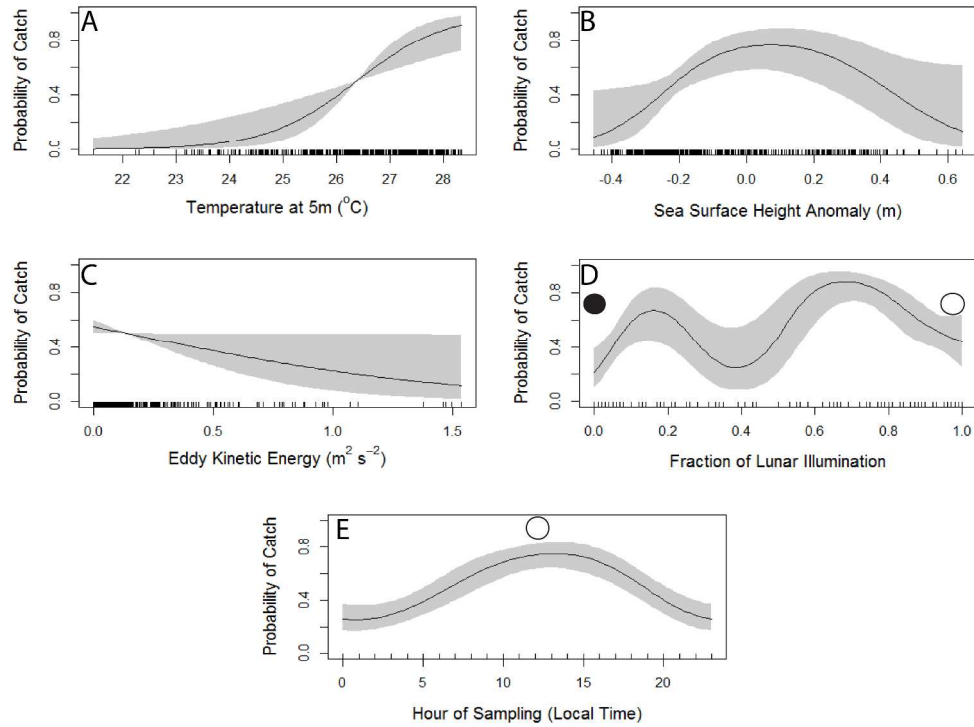 A
Probability of Catch
0.0 0.4 0.8
22 23 24 25 26 27 28
Temperature at 5m (°C)
B
Probability of Catch
0.0 0.4 0.8
-0.4 -0.2 0.0 0.2 0.4 0.6
Sea Surface Height Anomaly (m)
C
Probability of Catch
0.0 0.4 0.8
0.0 0.5 1.0 1.5
Eddy Kinetic Energy (m² s⁻²)
D
Probability of Catch
0.0 0.4 0.8
0.0 0.2 0.4 0.6 0.8 1.0
Fraction of Lunar Illumination
E
Probability of Catch
0.0 0.4 0.8
0 5 10 15 20
Hour of Sampling (Local Time)